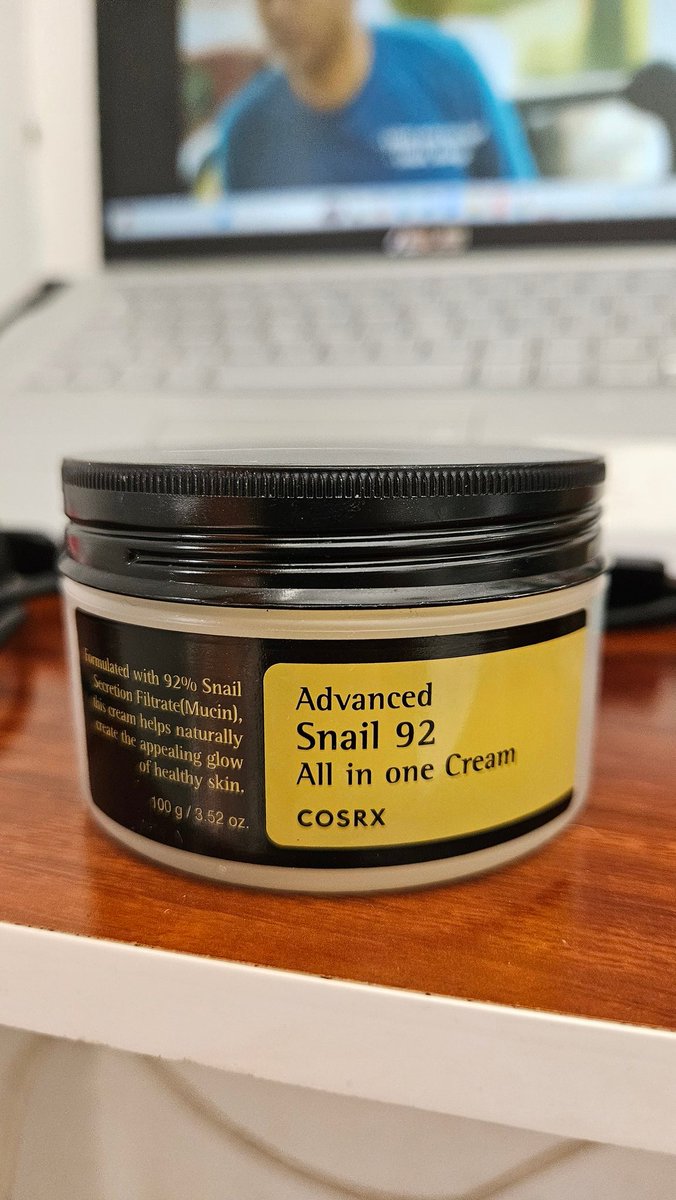 Formulated with 92% Snail
Secretion Filtrate(Mucin),
this cream helps naturally
create the appealing glow
of healthy skin.
100 g / 3.52 oz.
Advanced
Snail 92
All in one Cream
COSRX